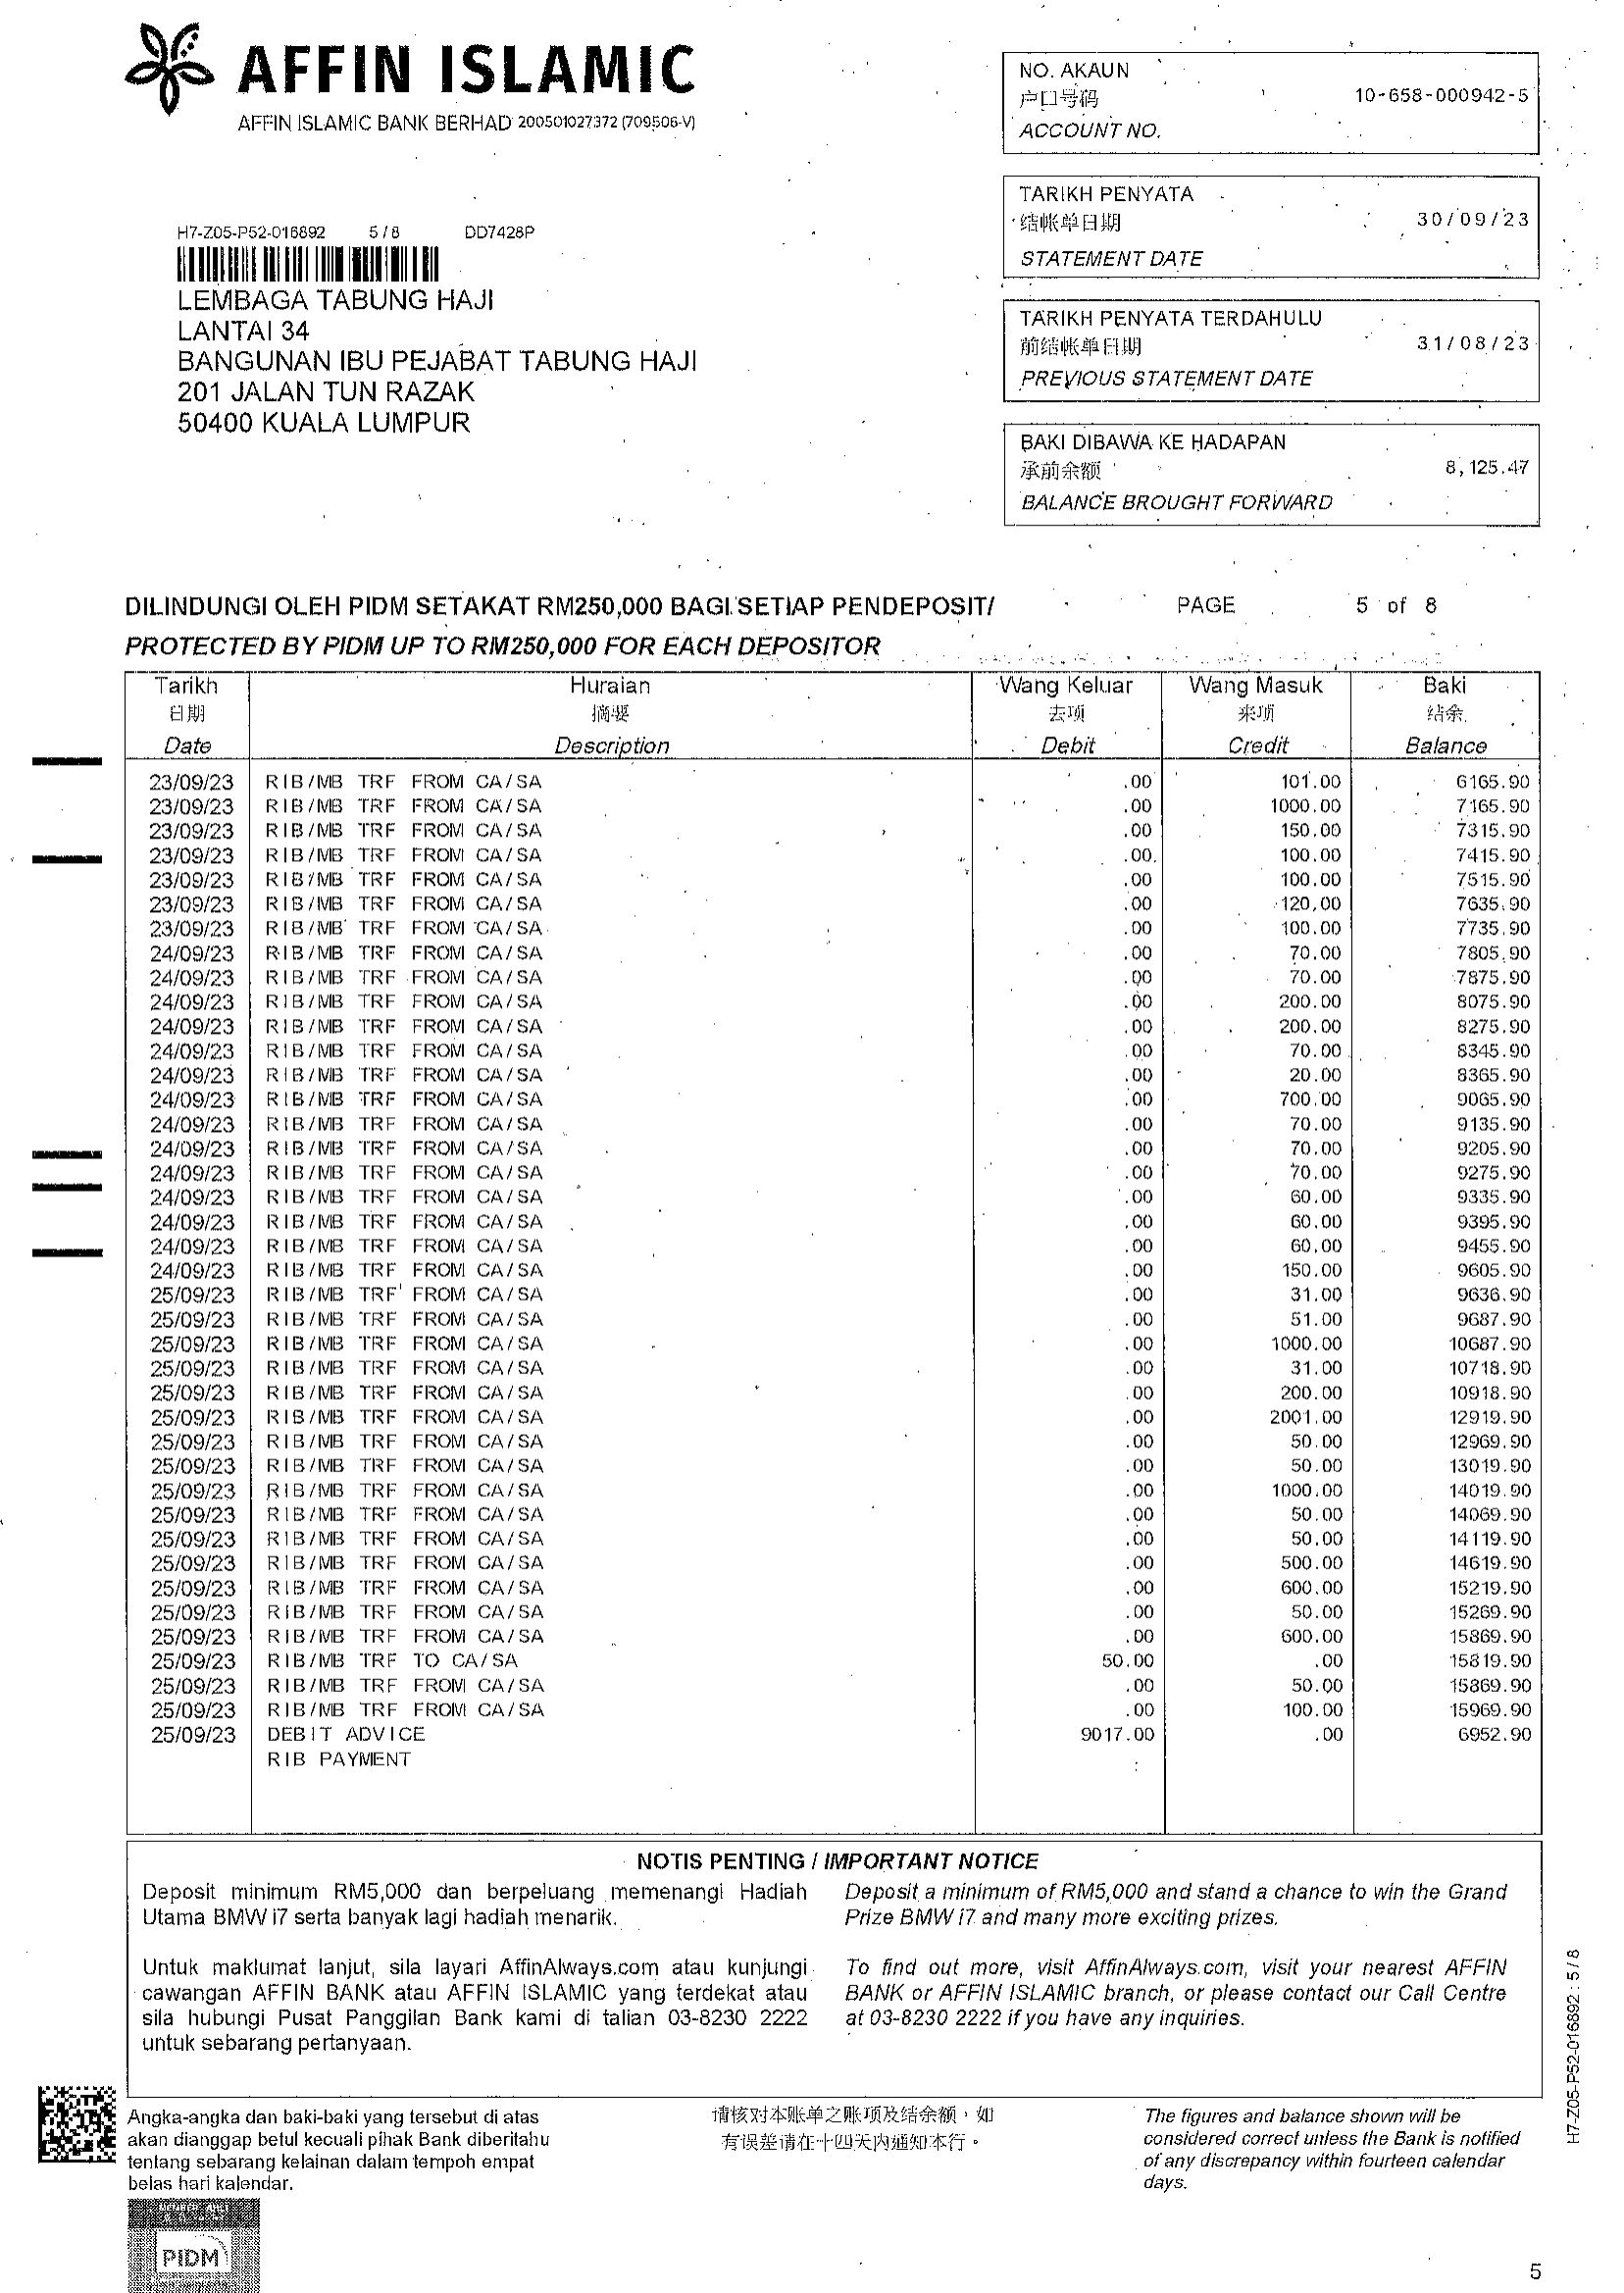 AFFIN ISLAMIC
AFFIN ISLAMIC BANK BERHAD 200501027372 (709506-V)
NO. AKAUN
户口号码
ACCOUNT NO.
10-658-000942-5
TARIKH PENYATA
结帐单日期
STATEMENT DATE
30/09/23
TARIKH PENYATA TERDAHULU
前结帐单日期
PREVIOUS STATEMENT DATE
31/08/23
BAKI DIBAWA KE HADAPAN
承前余额
BALANCE BROUGHT FORWARD
8,125.47
H7-Z05-P52-016892 5/8 DD7428P
LEMBAGA TABUNG HAJI
LANTAI 34
BANGUNAN IBU PEJABAT TABUNG HAJI
201 JALAN TUN RAZAK
50400 KUALA LUMPUR
DILINDUNGI OLEH PIDM SETAKAT RM250,000 BAGI SETIAP PENDEPOSIT/ PAGE 5 of 8
PROTECTED BY PIDM UP TO RM250,000 FOR EACH DEPOSITOR
Tarikh Huraian Wang Keluar Wang Masuk Baki
日期 摘要 去项 来项 结余
Date Description Debit Credit Balance
23/09/23 RIB/MB TRF FROM CA/SA .00 101.00 6165.90
23/09/23 RIB/MB TRF FROM CA/SA .00 1000.00 7165.90
23/09/23 RIB/MB TRF FROM CA/SA .00 150.00 7315.90
23/09/23 RIB/MB TRF FROM CA/SA .00 100.00 7415.90
23/09/23 RIB/MB TRF FROM CA/SA .00 100.00 7515.90
23/09/23 RIB/MB TRF FROM CA/SA .00 120.00 7635.90
23/09/23 RIB/MB TRF FROM CA/SA .00 100.00 7735.90
24/09/23 RIB/MB TRF FROM CA/SA .00 70.00 7805.90
24/09/23 RIB/MB TRF FROM CA/SA .00 70.00 7875.90
24/09/23 RIB/MB TRF FROM CA/SA .00 200.00 8075.90
24/09/23 RIB/MB TRF FROM CA/SA .00 200.00 8275.90
24/09/23 RIB/MB TRF FROM CA/SA .00 70.00 8345.90
24/09/23 RIB/MB TRF FROM CA/SA .00 20.00 8365.90
24/09/23 RIB/MB TRF FROM CA/SA .00 700.00 9065.90
24/09/23 RIB/MB TRF FROM CA/SA .00 70.00 9135.90
24/09/23 RIB/MB TRF FROM CA/SA .00 70.00 9205.90
24/09/23 RIB/MB TRF FROM CA/SA .00 70.00 9275.90
24/09/23 RIB/MB TRF FROM CA/SA .00 60.00 9335.90
24/09/23 RIB/MB TRF FROM CA/SA .00 60.00 9395.90
24/09/23 RIB/MB TRF FROM CA/SA .00 60.00 9455.90
24/09/23 RIB/MB TRF FROM CA/SA .00 150.00 9605.90
25/09/23 RIB/MB TRF FROM CA/SA .00 31.00 9636.90
25/09/23 RIB/MB TRF FROM CA/SA .00 51.00 9687.90
25/09/23 RIB/MB TRF FROM CA/SA .00 1000.00 10687.90
25/09/23 RIB/MB TRF FROM CA/SA .00 31.00 10718.90
25/09/23 RIB/MB TRF FROM CA/SA .00 200.00 10918.90
25/09/23 RIB/MB TRF FROM CA/SA .00 2001.00 12919.90
25/09/23 RIB/MB TRF FROM CA/SA .00 50.00 12969.90
25/09/23 RIB/MB TRF FROM CA/SA .00 50.00 13019.90
25/09/23 RIB/MB TRF FROM CA/SA .00 1000.00 14019.90
25/09/23 RIB/MB TRF FROM CA/SA .00 50.00 14069.90
25/09/23 RIB/MB TRF FROM CA/SA .00 50.00 14119.90
25/09/23 RIB/MB TRF FROM CA/SA .00 500.00 14619.90
25/09/23 RIB/MB TRF FROM CA/SA .00 600.00 15219.90
25/09/23 RIB/MB TRF FROM CA/SA .00 50.00 15269.90
25/09/23 RIB/MB TRF FROM CA/SA .00 600.00 15869.90
25/09/23 RIB/MB TRF TO CA/SA 50.00 .00 15819.90
25/09/23 RIB/MB TRF FROM CA/SA .00 50.00 15869.90
25/09/23 RIB/MB TRF FROM CA/SA .00 100.00 15969.90
25/09/23 DEBIT ADVICE 9017.00 .00 6952.90
RIB PAYMENT
NOTIS PENTING / IMPORTANT NOTICE
Deposit minimum RM5,000 dan berpeluang memenangi Hadiah
Utama BMW i7 serta banyak lagi hadiah menarik.
Untuk maklumat lanjut, sila layari AffinAlways.com atau kunjungi
cawangan AFFIN BANK atau AFFIN ISLAMIC yang terdekat atau
sila hubungi Pusat Panggilan Bank kami di talian 03-8230 2222
untuk sebarang pertanyaan.
Deposit a minimum of RM5,000 and stand a chance to win the Grand
Prize BMW i7 and many more exciting prizes.
To find out more, visit AffinAlways.com, visit your nearest AFFIN
BANK or AFFIN ISLAMIC branch, or please contact our Call Centre
at 03-8230 2222 if you have any inquiries.
H7-Z05-P52-016892 : 5/8
Angka-angka dan baki-baki yang tersebut di atas
akan dianggap betul kecuali pihak Bank diberitahu
tentang sebarang kelainan dalam tempoh empat
belas hari kalendar.
请核对本账单之账项及结余额，如
有误差请在十四天内通知本行。
The figures and balance shown will be
considered correct unless the Bank is notified
of any discrepancy within fourteen calendar
days.
PIDM
5